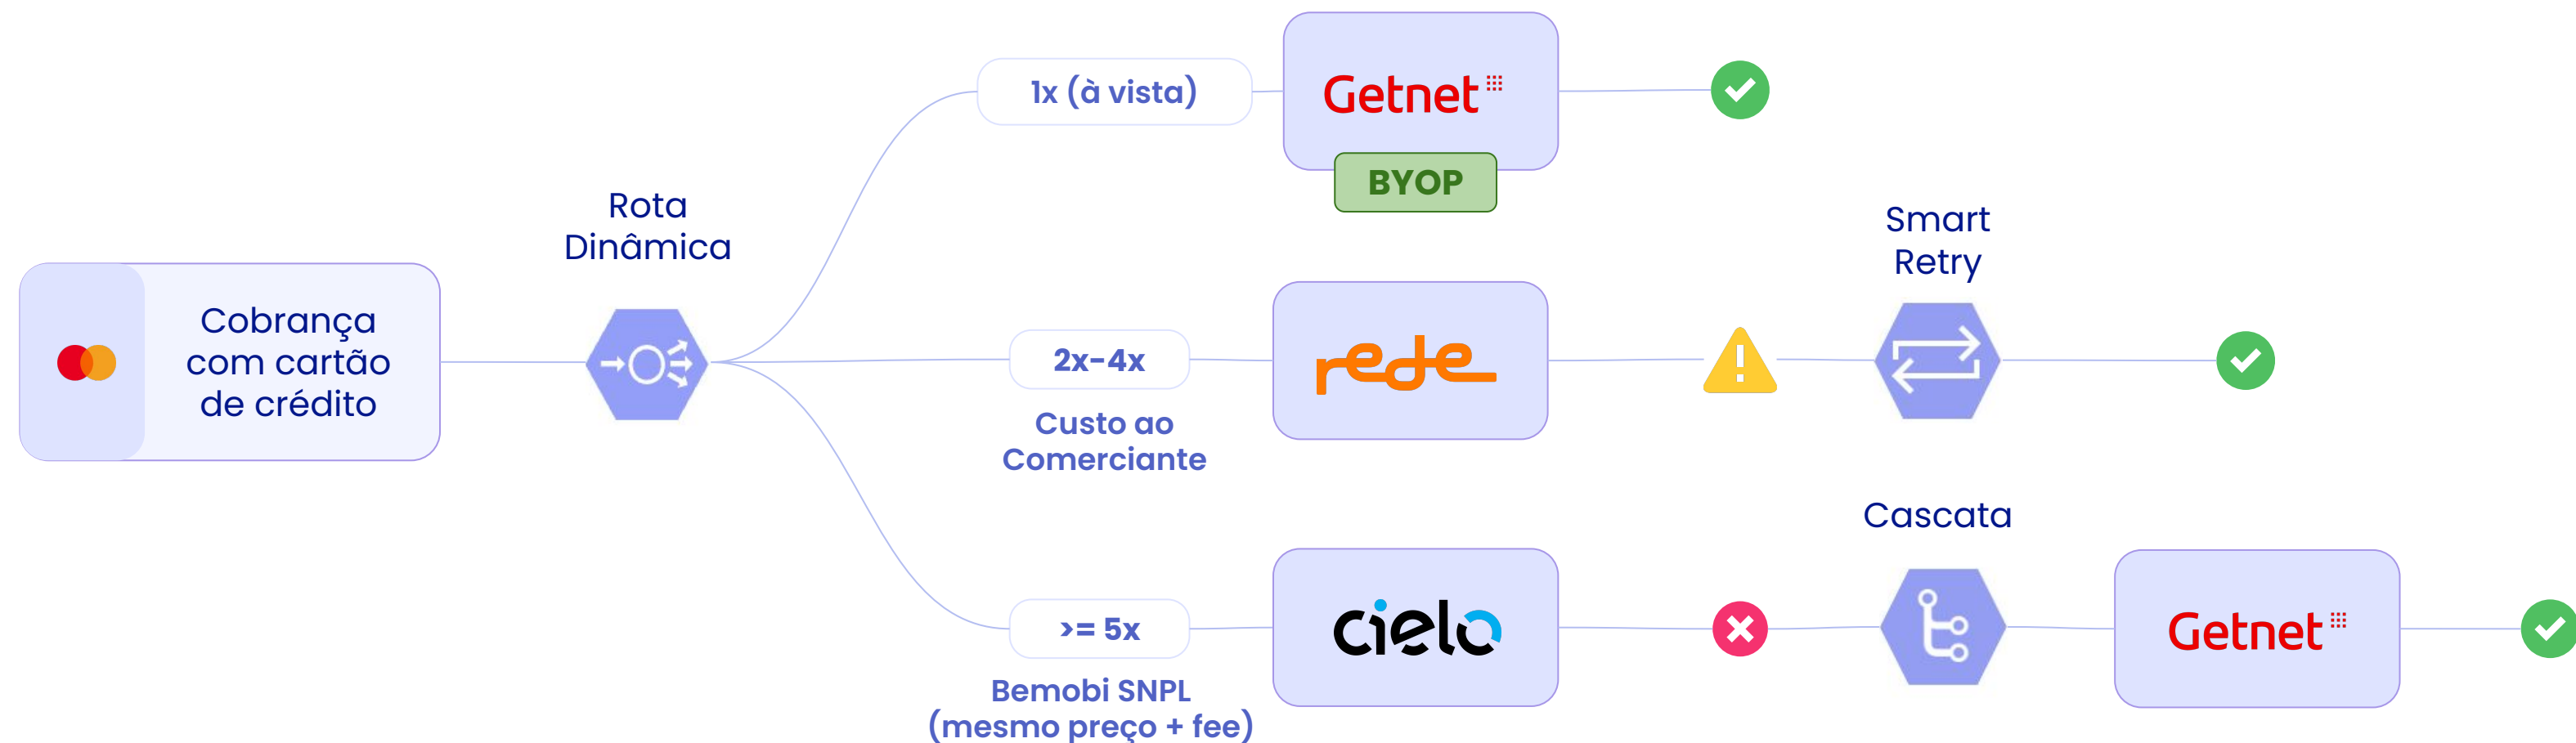 Cobrança
com cartão
de crédito
Rota
Dinâmica
1x (à vista)
Getnet
BYOP
2x-4x
Custo ao
Comerciante
rede
Smart
Retry
>= 5x
Bemobi SNPL
(mesmo preço + fee)
cielo
Cascata
Getnet